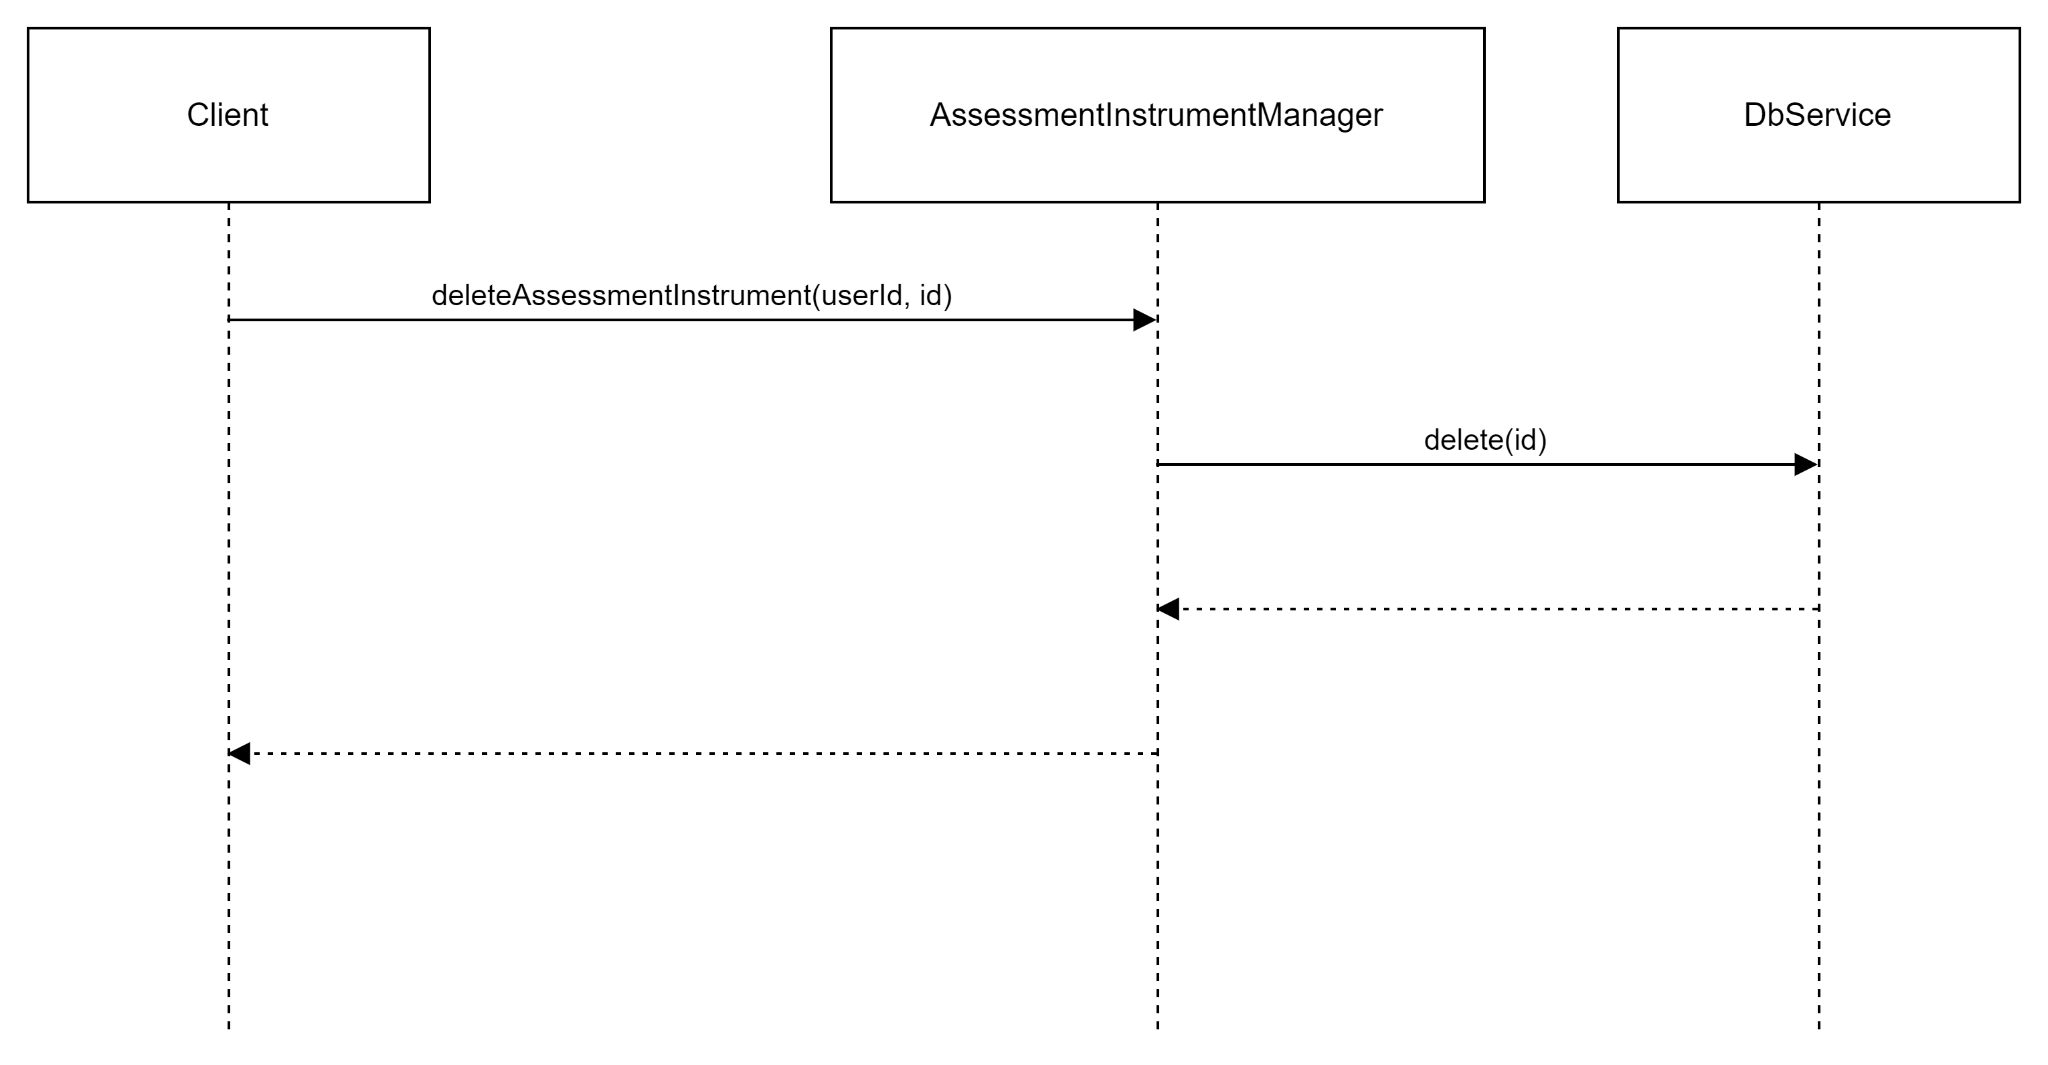 Client
AssessmentInstrumentManager
DbService
deleteAssessmentInstrument(userId, id)
delete(id)